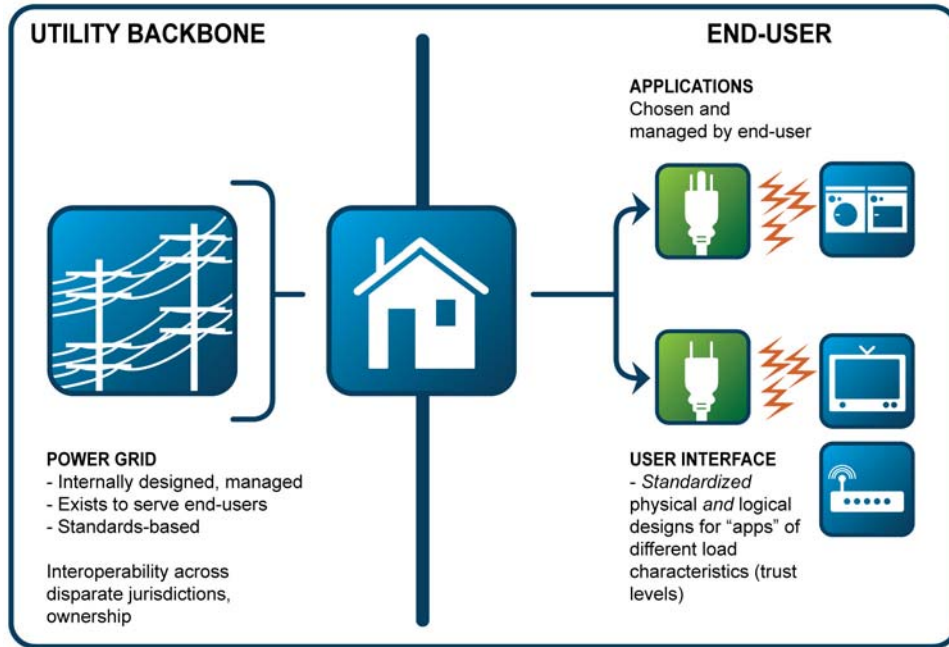 UTILITY BACKBONE
END-USER
APPLICATIONS
Chosen and
managed by end-user
POWER GRID
- Internally designed, managed
- Exists to serve end-users
- Standards-based
Interoperability across
disparate jurisdictions,
ownership
USER INTERFACE
- Standardized
physical and logical
designs for “apps” of
different load
characteristics (trust
levels)